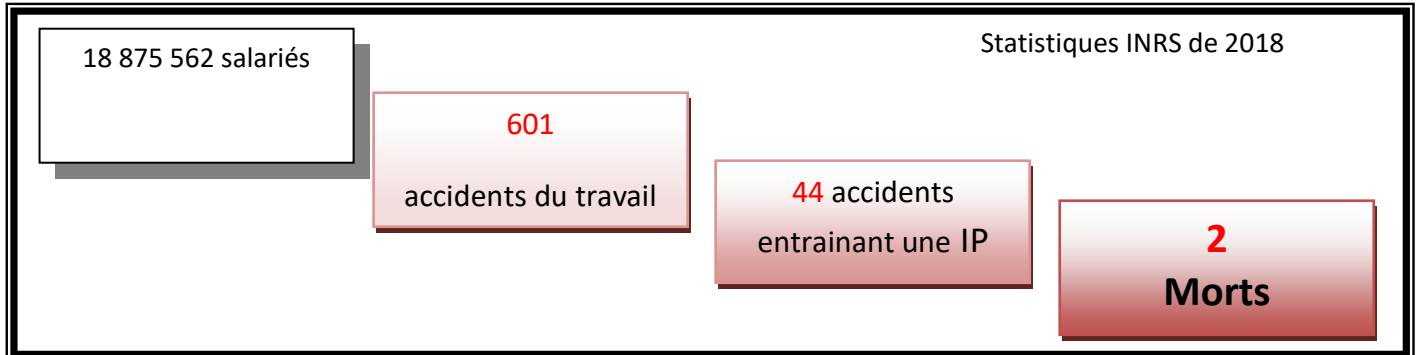 18 875 562 salariés
Statistiques INRS de 2018
601
accidents du travail
44 accidents
entrainant une IP
2
Morts